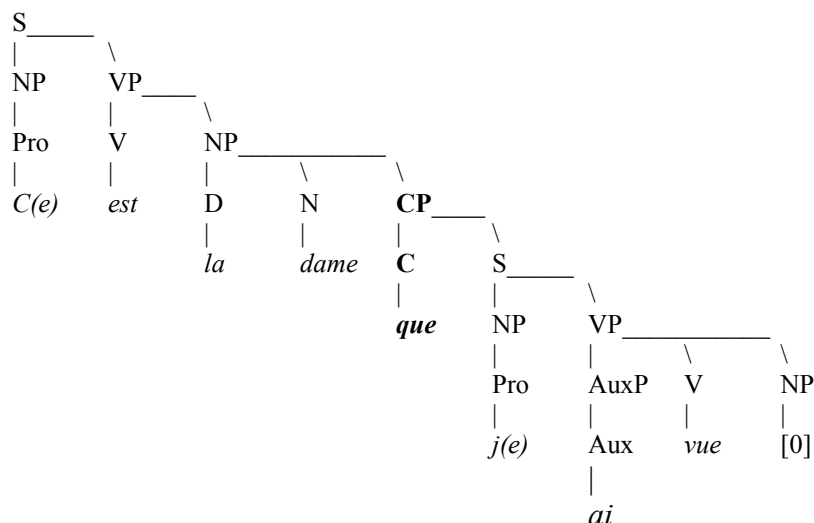 S
NP VP
Pro V NP
C(e) est D N CP
la dame C S
que NP VP
Pro AuxP V NP
j(e) Aux vue [0]
ai